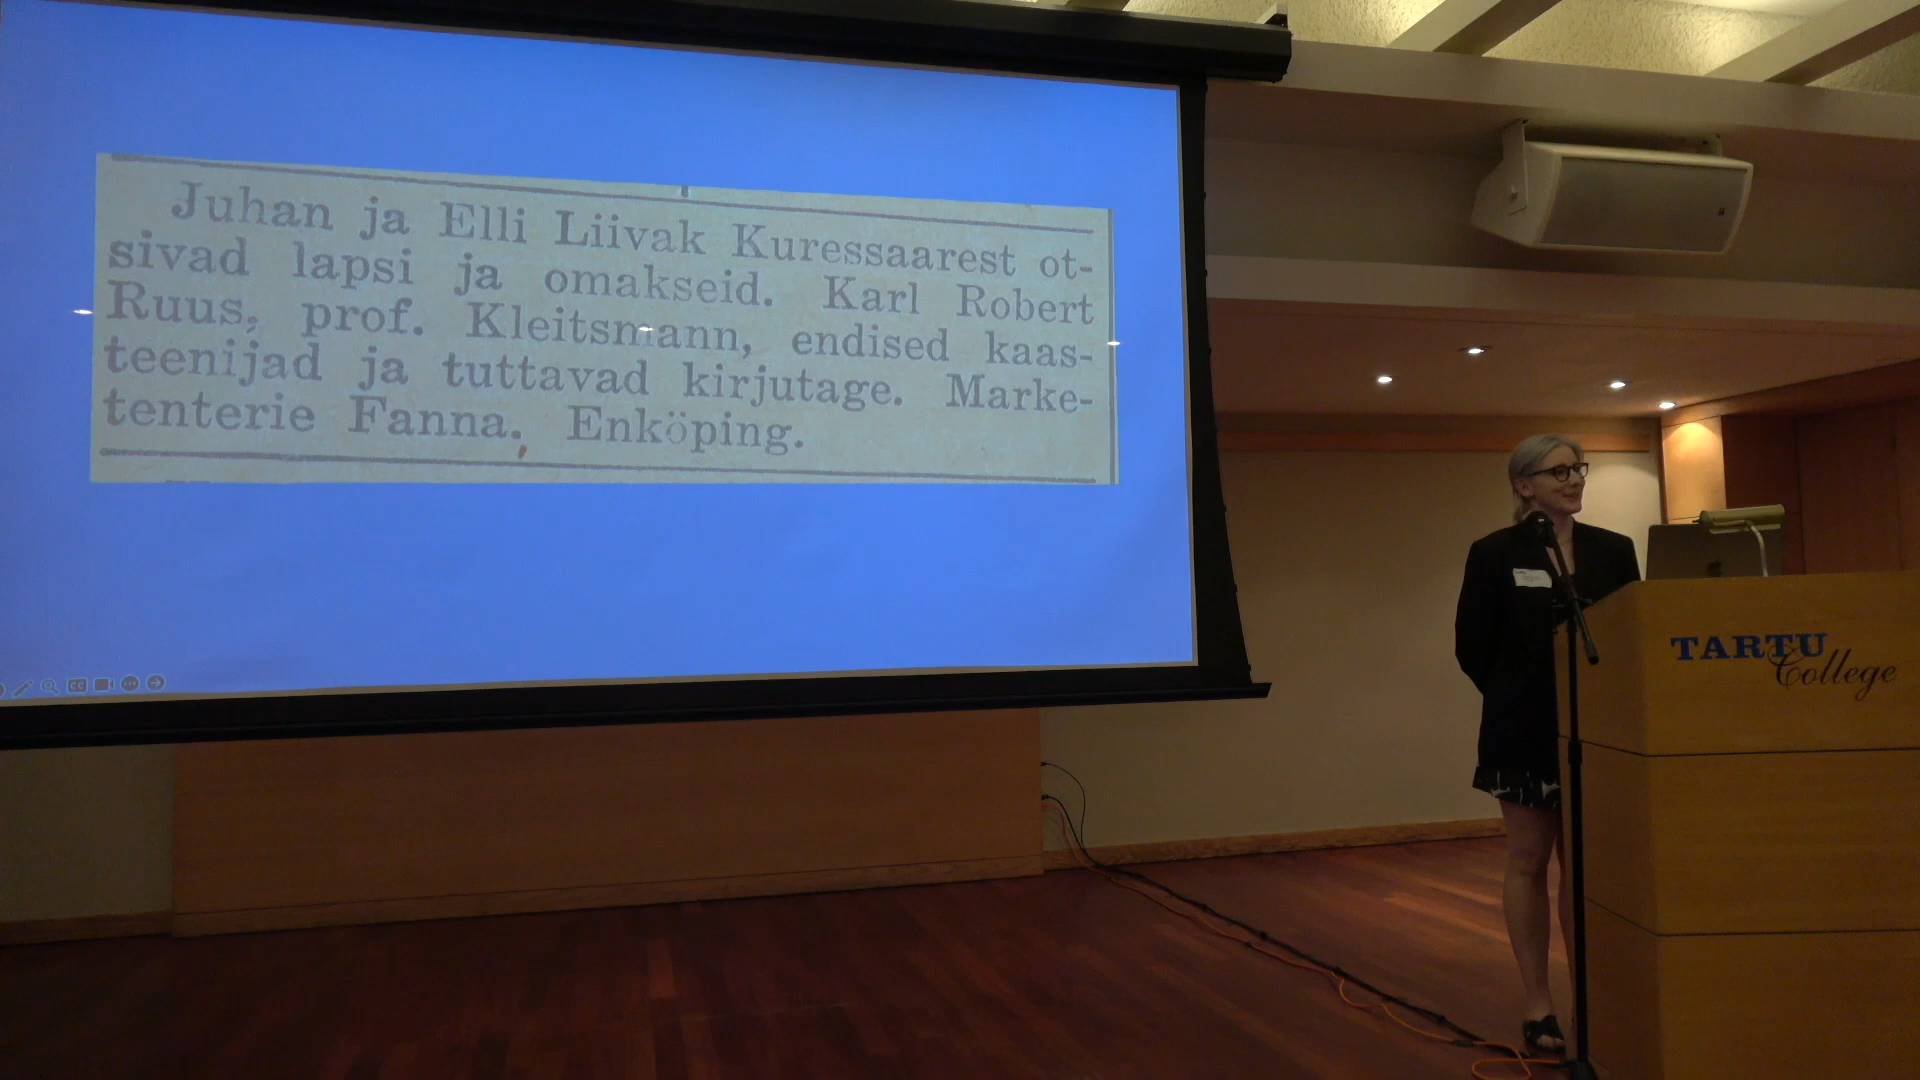 Juhan ja Elli Liivak Kuressaarest ot-
sivad lapsi ja omakseid. Karl Robert
Ruus, prof. Kleitsmann, endised kaas-
teenijad ja tuttavad kirjutage. Marke-
tenterie Fanna. Enköping.
CC
TARTU
College